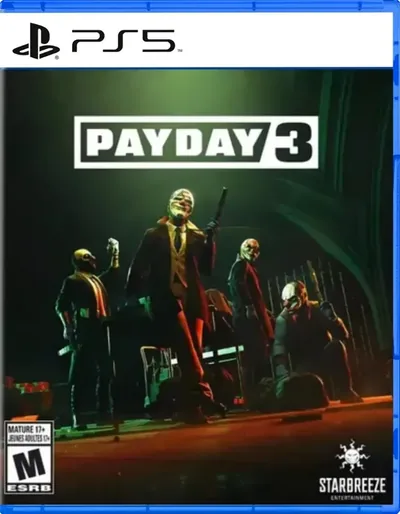 PS5
PAYDAY 3
MATURE 17+
JEUNES ADULTES 17+
M
ESRB
STARBREEZE
ENTERTAINMENT